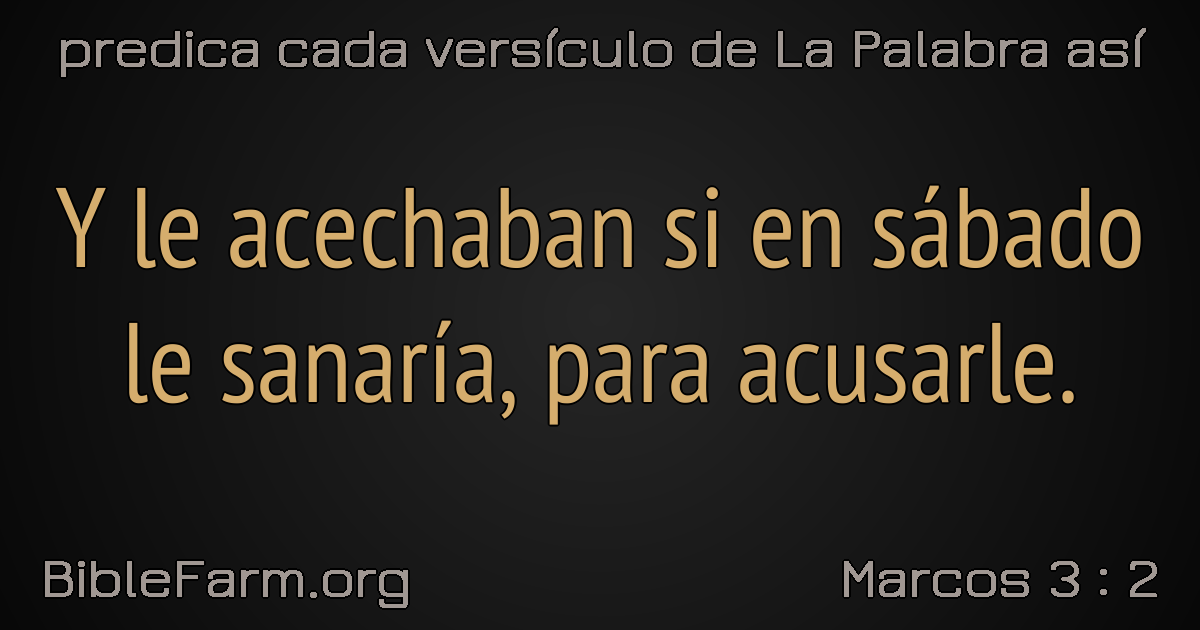 predica cada versículo de La Palabra así
Y le acechaban si en sábado
le sanaría, para acusarle.
BibleFarm.org
Marcos 3 : 2